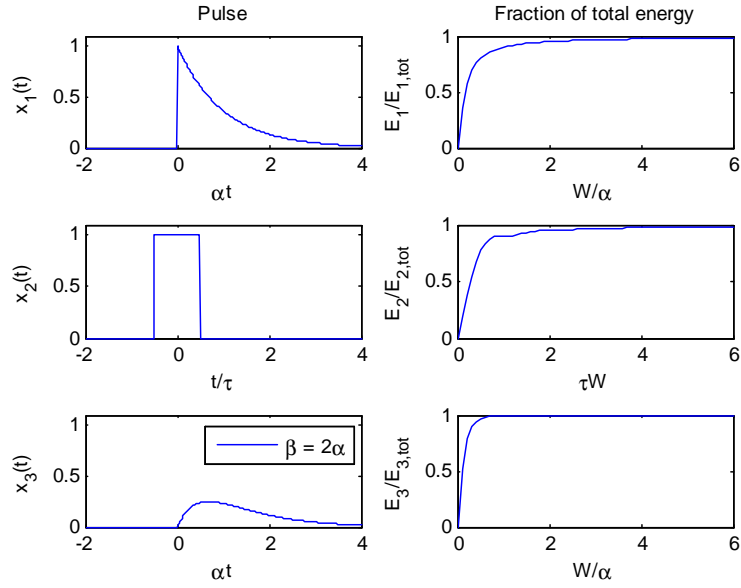 Pulse
Fraction of total energy
x1(t)
1
0.5
0
-2 0 2 4
αt
E1/E1,tot
1
0.5
0
0 2 4 6
W/α
x2(t)
1
0.5
0
-2 0 2 4
t/τ
E2/E2,tot
1
0.5
0
0 2 4 6
τW
x3(t)
1
0.5
0
β = 2α
-2 0 2 4
αt
E3/E3,tot
1
0.5
0
0 2 4 6
W/α